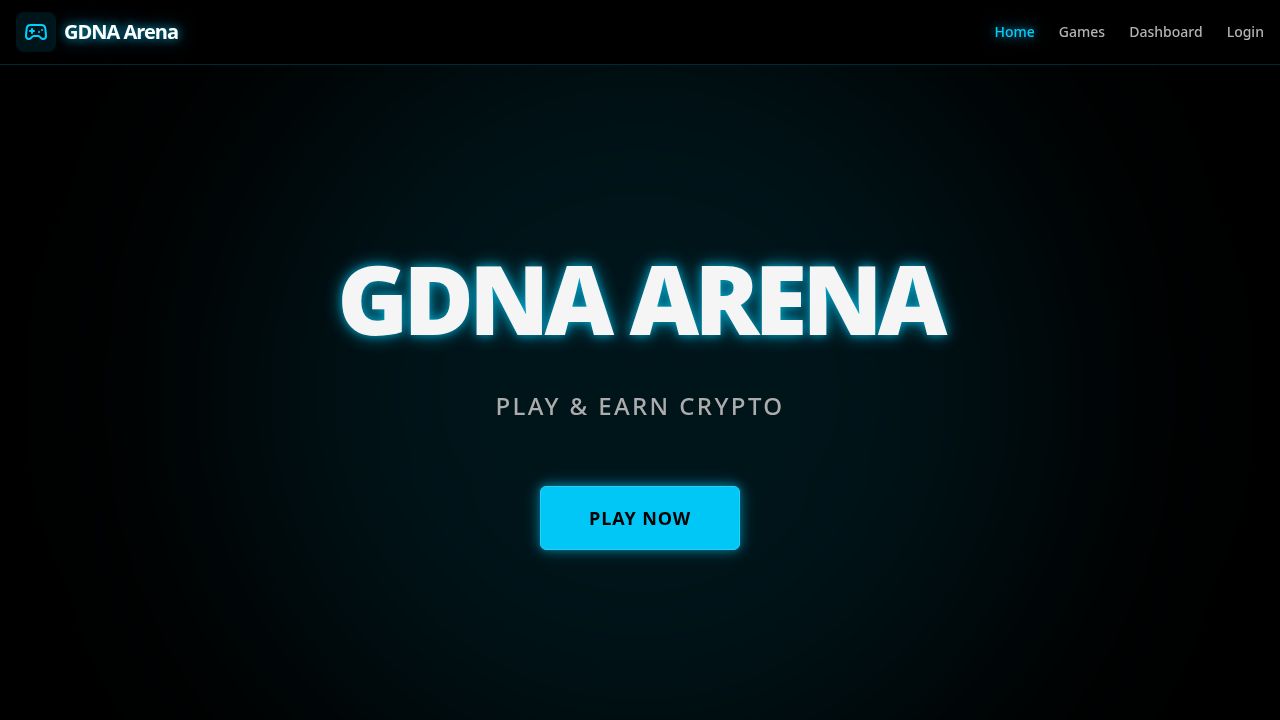 GDNA Arena
Home Games Dashboard Login
GDNA ARENA
PLAY & EARN CRYPTO
PLAY NOW